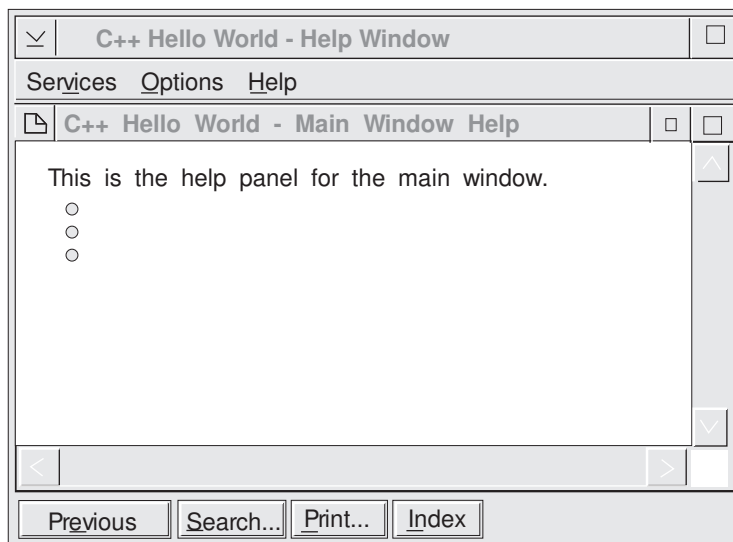 C++ Hello World - Help Window
Services Options Help
C++ Hello World - Main Window Help
This is the help panel for the main window.
Previous Search... Print... Index